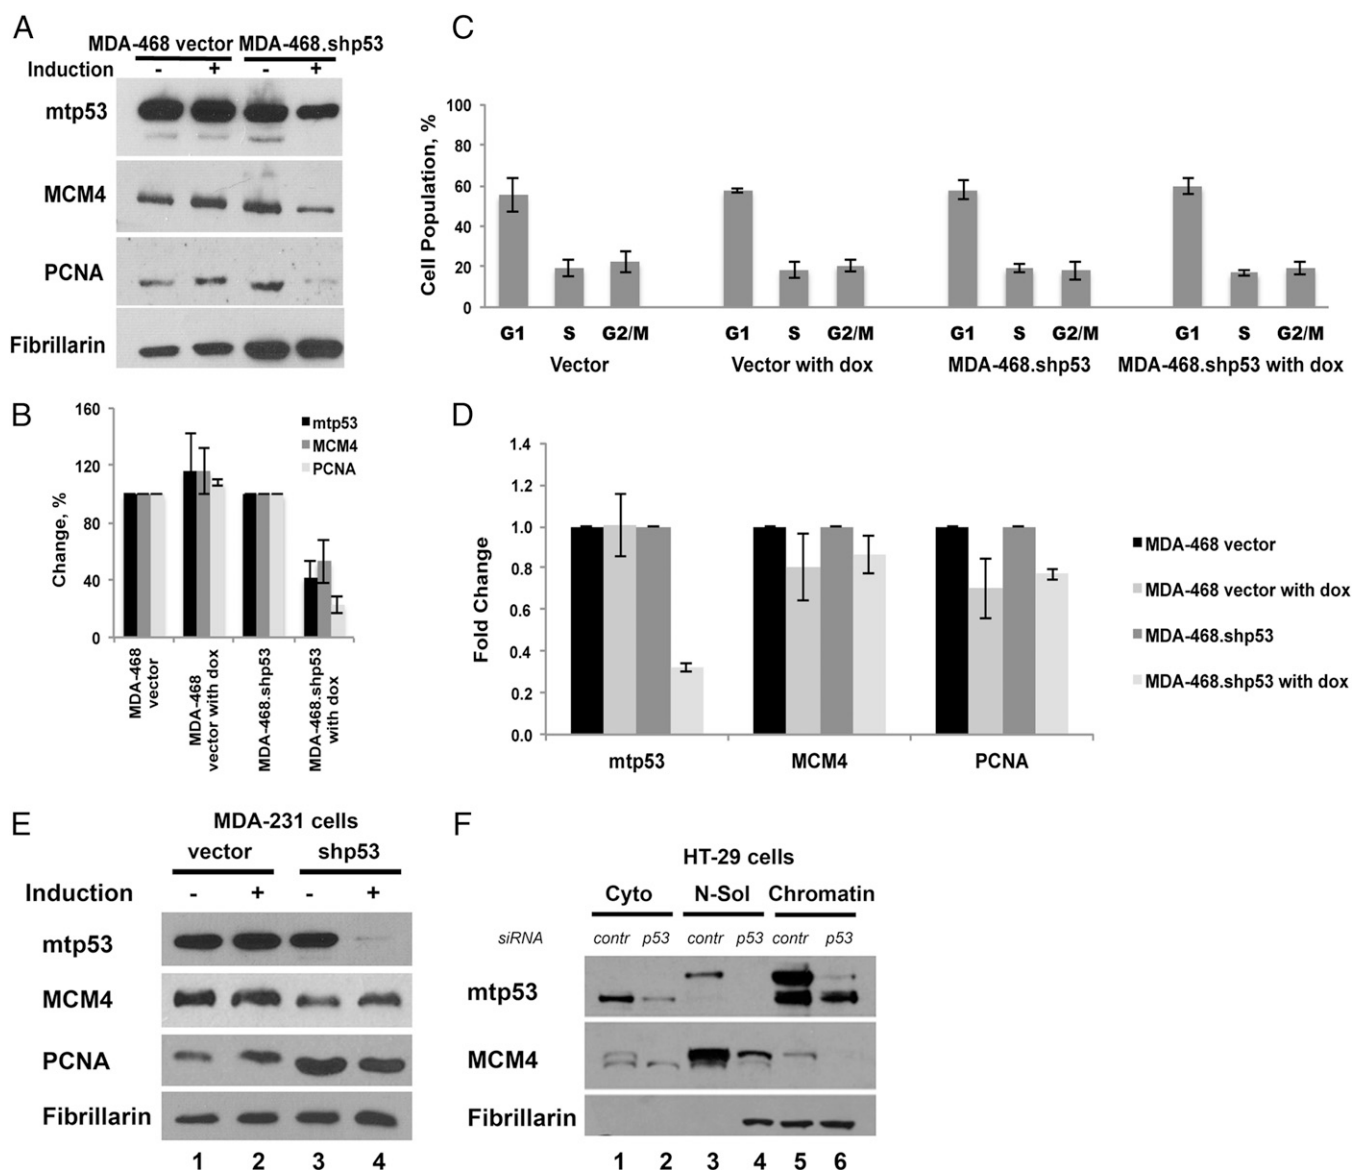 A
MDA-468 vector MDA-468.shp53
Induction - + - +
mtp53
MCM4
PCNA
Fibrillarin
B
160
120
80
40
0
Change, %
mtp53
MCM4
PCNA
MDA-468 vector
MDA-468 vector with dox
MDA-468.shp53
MDA-468.shp53 with dox
C
100
80
60
40
20
0
Cell Population, %
G1 S G2/M G1 S G2/M G1 S G2/M G1 S G2/M
Vector Vector with dox MDA-468.shp53 MDA-468.shp53 with dox
D
1.4
1.2
1.0
0.8
0.6
0.4
0.2
0.0
Fold Change
mtp53 MCM4 PCNA
MDA-468 vector
MDA-468 vector with dox
MDA-468.shp53
MDA-468.shp53 with dox
E
MDA-231 cells
vector shp53
Induction - + - +
mtp53
MCM4
PCNA
Fibrillarin
1 2 3 4
F
HT-29 cells
Cyto N-Sol Chromatin
siRNA contr p53 contr p53 contr p53
mtp53
MCM4
Fibrillarin
1 2 3 4 5 6